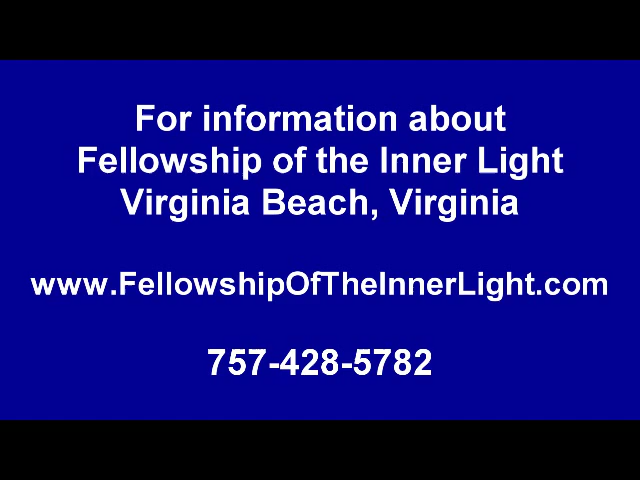 For information about
Fellowship of the Inner Light
Virginia Beach, Virginia
www.FellowshipOfTheInnerLight.com
757-428-5782